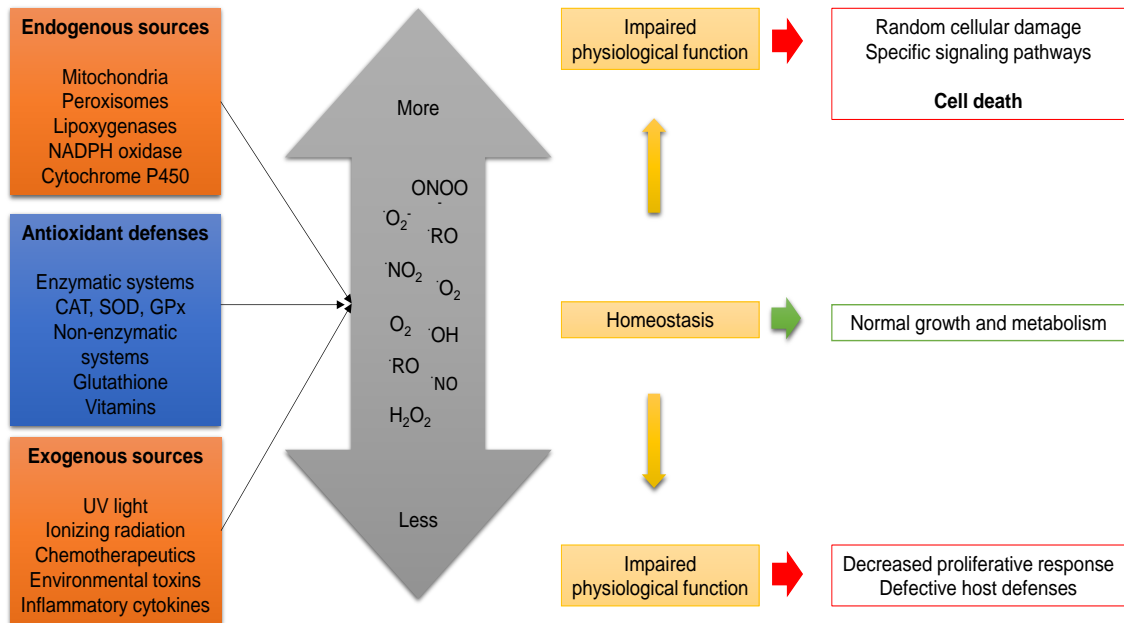 Endogenous sources
Mitochondria
Peroxisomes
Lipoxygenases
NADPH oxidase
Cytochrome P450
Antioxidant defenses
Enzymatic systems
CAT, SOD, GPx
Non-enzymatic
systems
Glutathione
Vitamins
Exogenous sources
UV light
Ionizing radiation
Chemotherapeutics
Environmental toxins
Inflammatory cytokines
More
ONOO
-
˙O₂⁻
˙RO
˙NO₂
˙O₂
O₂
˙OH
˙RO
˙NO
H₂O₂
Less
Impaired
physiological function
Homeostasis
Impaired
physiological function
Random cellular damage
Specific signaling pathways
Cell death
Normal growth and metabolism
Decreased proliferative response
Defective host defenses